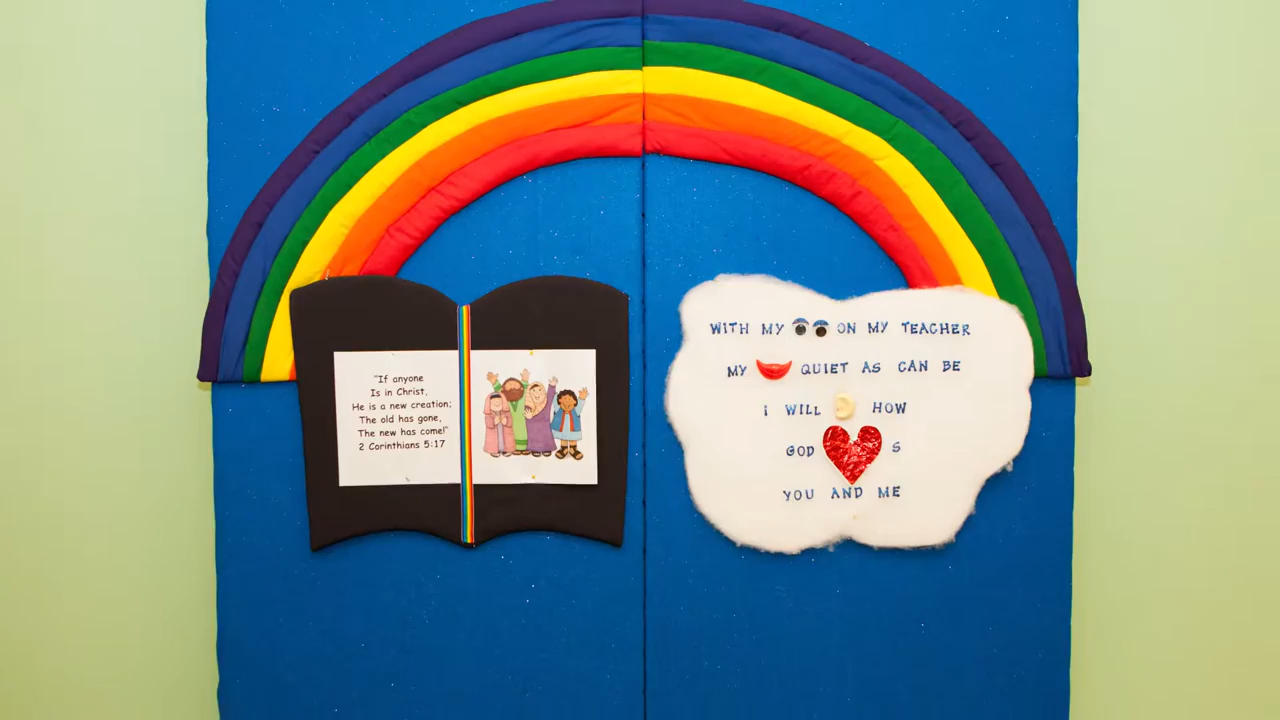 "If anyone
Is in Christ,
He is a new creation;
The old has gone,
The new has come!"
2 Corinthians 5:17
WITH MY ON MY TEACHER
MY QUIET AS CAN BE
I WILL HOW
GOD S
YOU AND ME